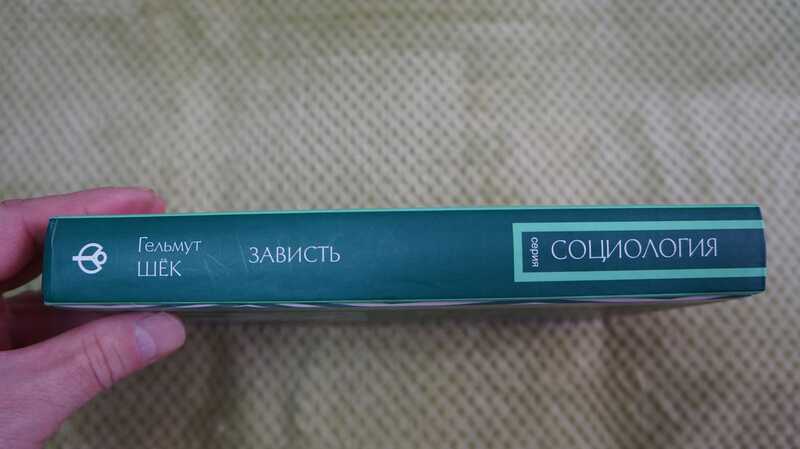 Гельмут
ШЁК
ЗАВИСТЬ
серия
СОЦИОЛОГИЯ